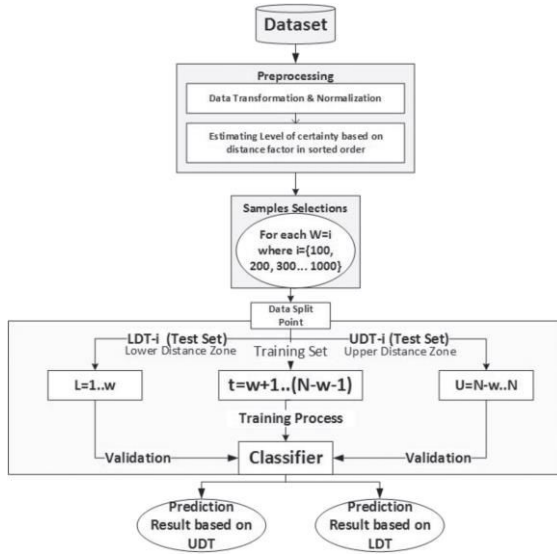 Dataset
Preprocessing
Data Transformation & Normalization
Estimating Level of certainty based on
distance factor in sorted order
Samples Selections
For each W=i
where i={100,
200, 300... 1000}
Data Split
Point
LDT-i (Test Set)
Lower Distance Zone
Training Set
UDT-i (Test Set)
Upper Distance Zone
L=1..w
t=w+1..(N-w-1)
U=N-w..N
Training Process
Validation
Classifier
Validation
Prediction
Result based on
UDT
Prediction
Result based on
LDT